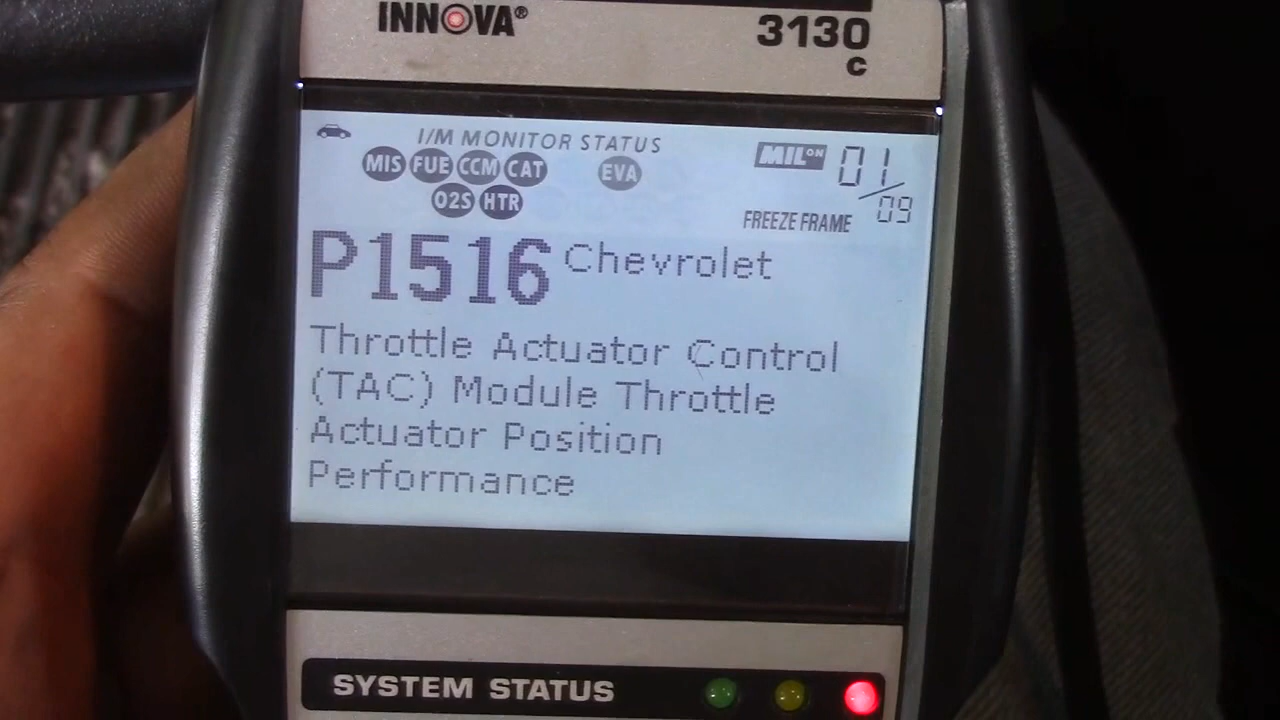 INNOVA®
3130
c
I/M MONITOR STATUS
MIS FUE CCM CAT EVA
O2S HTR
MIL ON 01/09
FREEZE FRAME
P1516 Chevrolet
Throttle Actuator Control
(TAC) Module Throttle
Actuator Position
Performance
SYSTEM STATUS